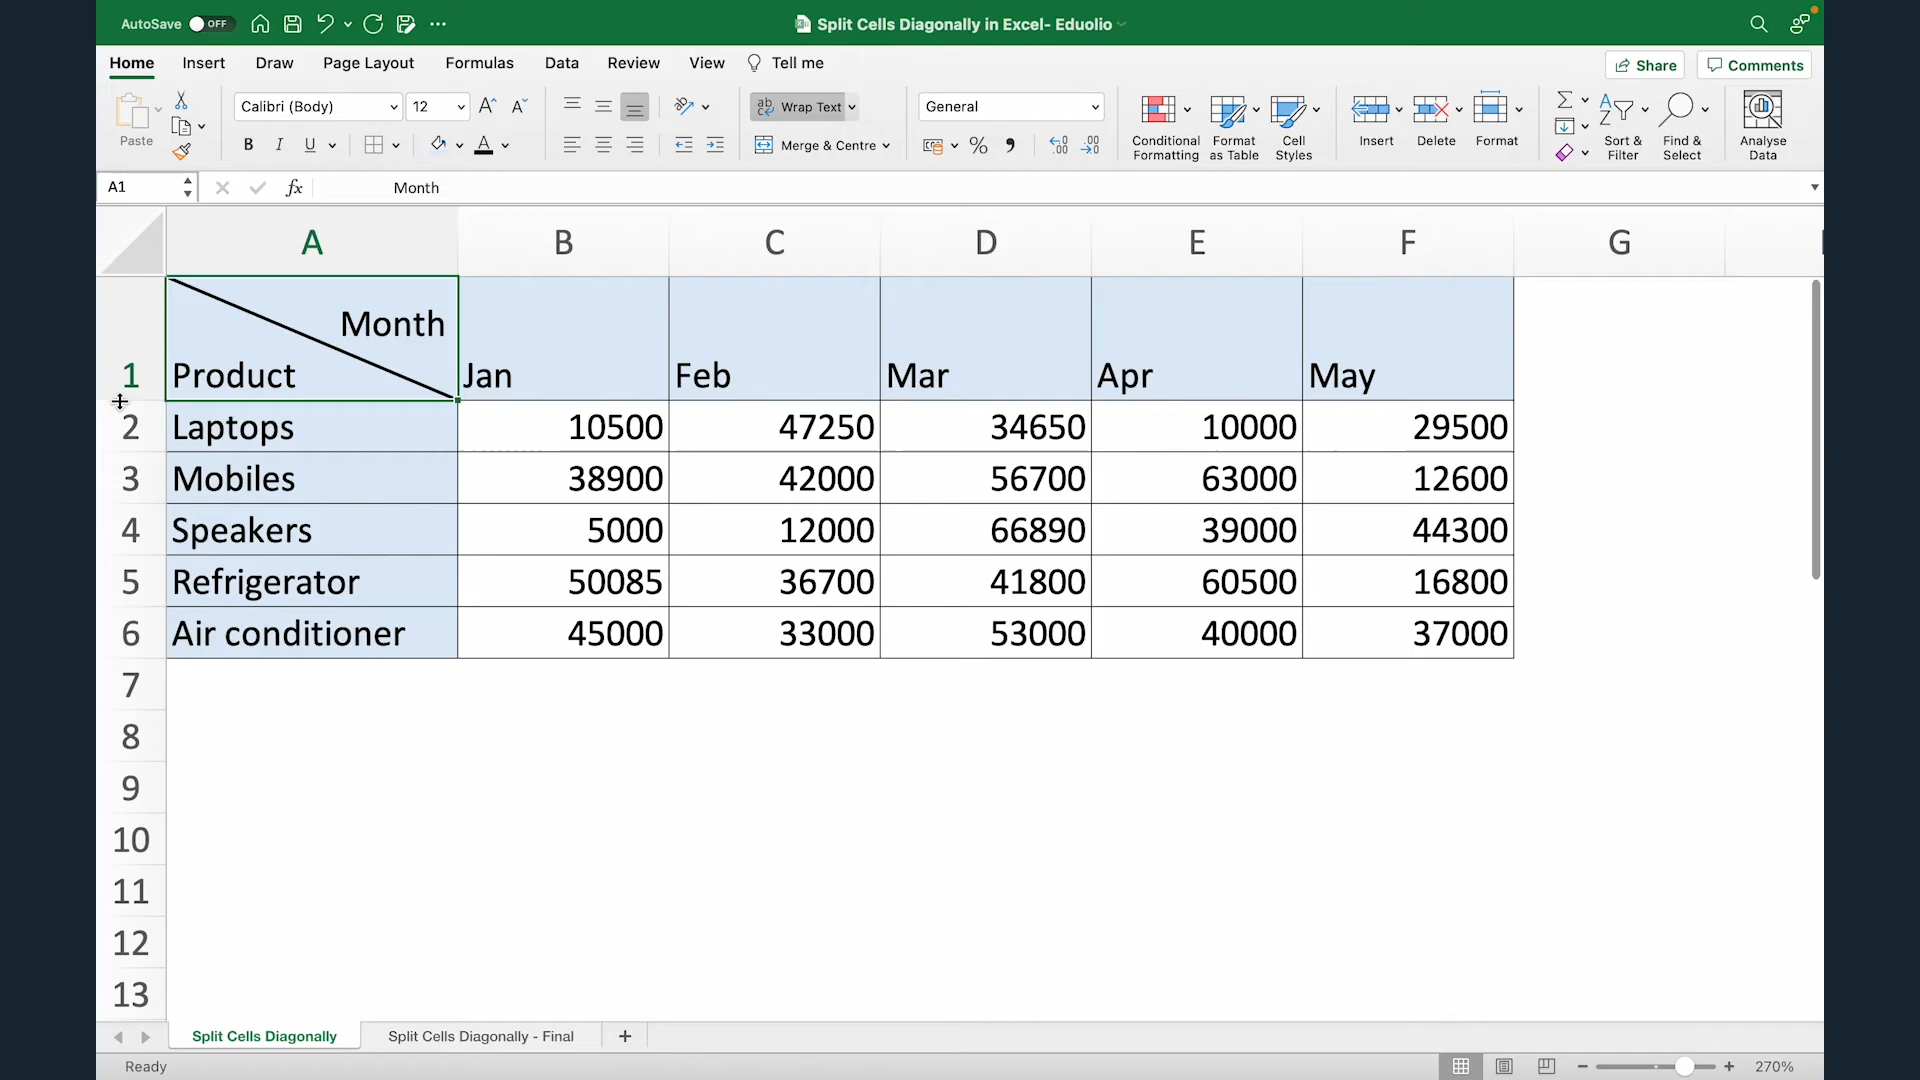 AutoSave OFF
Split Cells Diagonally in Excel- Eduolio
Home Insert Draw Page Layout Formulas Data Review View Tell me Share Comments
Paste Calibri (Body) 12 Wrap Text General Conditional Formatting Format as Table Cell Styles Insert Delete Format Sort & Filter Find & Select Analyse Data
B I U A Merge & Centre %
A1 fx Month
A B C D E F G
Month
1 Product Jan Feb Mar Apr May
2 Laptops 10500 47250 34650 10000 29500
3 Mobiles 38900 42000 56700 63000 12600
4 Speakers 5000 12000 66890 39000 44300
5 Refrigerator 50085 36700 41800 60500 16800
6 Air conditioner 45000 33000 53000 40000 37000
7
8
9
10
11
12
13
Split Cells Diagonally Split Cells Diagonally - Final +
Ready 270%